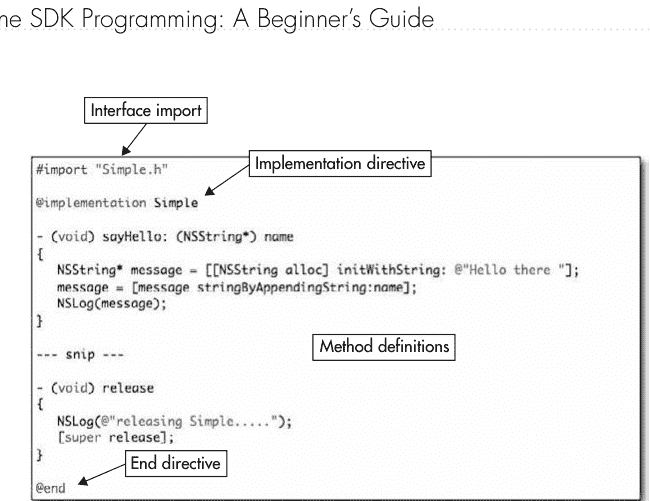 ne SDK Programming: A Beginner's Guide
Interface import
#import "Simple.h"
Implementation directive
@implementation Simple
- (void) sayHello: (NSString*) name
{
NSString* message = [[NSString alloc] initWithString: @"Hello there "];
message = [message stringByAppendingString:name];
NSLog(message);
}
Method definitions
--- snip ---
- (void) release
{
NSLog(@"releasing Simple.....");
[super release];
}
End directive
@end